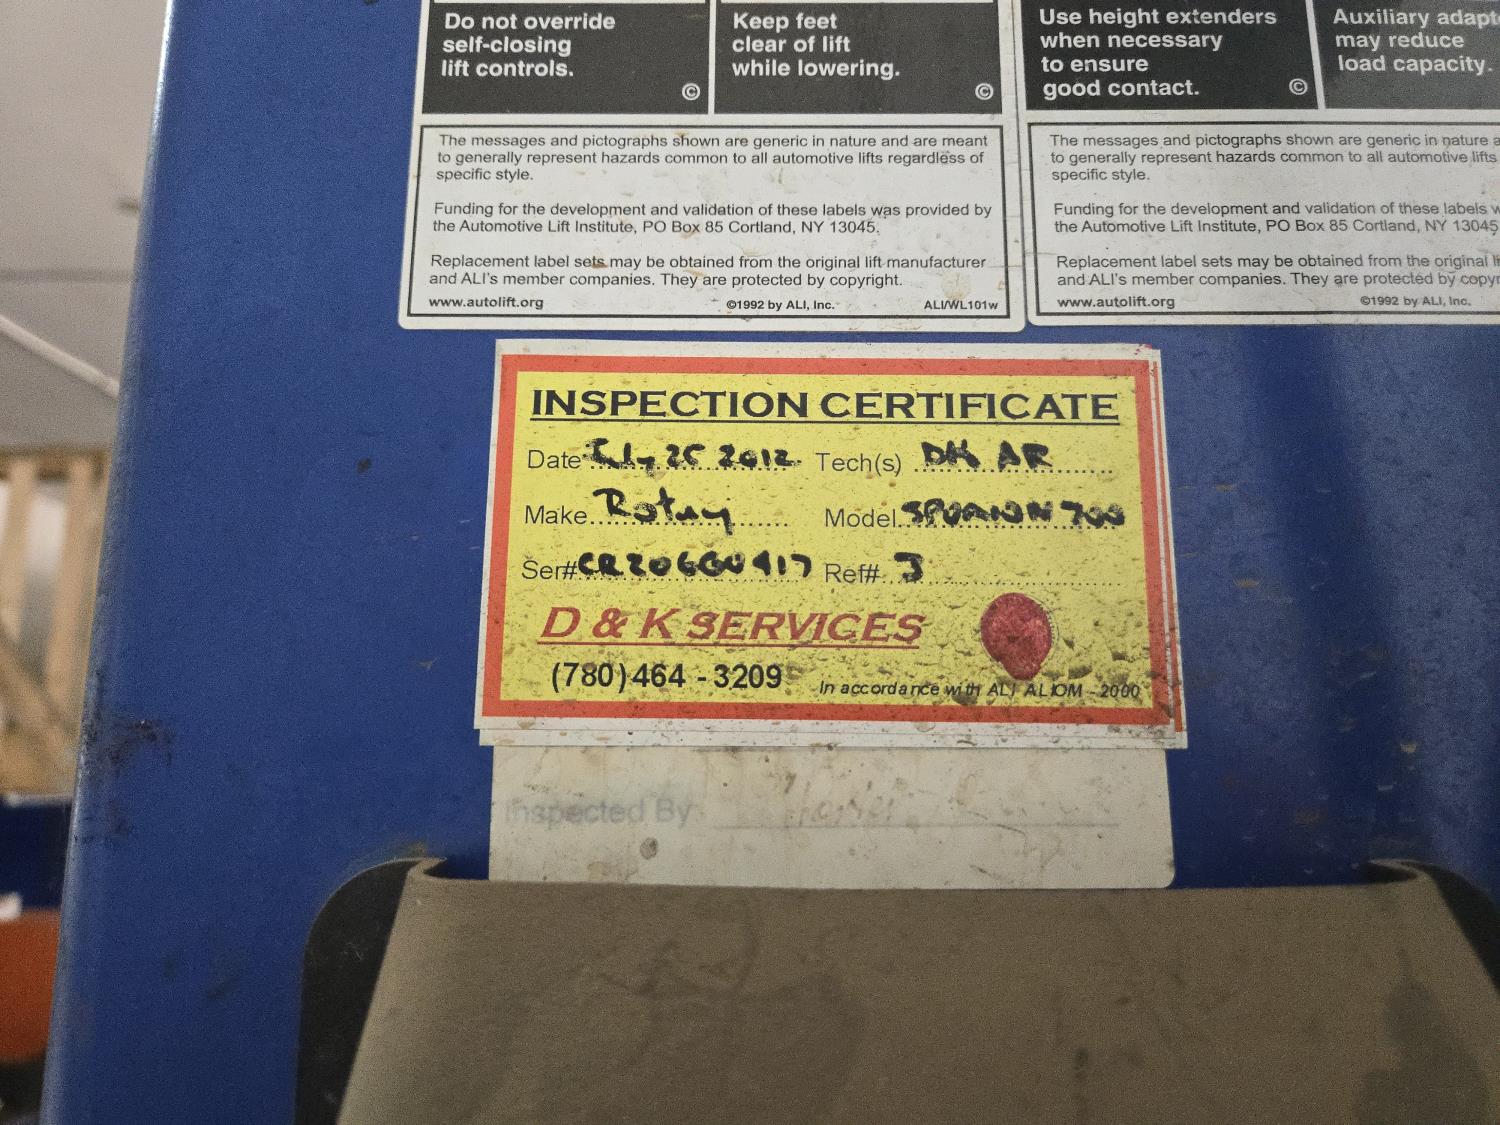 Do not override
self-closing
lift controls.
©
Keep feet
clear of lift
while lowering.
©
Use height extenders
when necessary
to ensure
good contact.
©
Auxiliary adapt
may reduce
load capacity.
The messages and pictographs shown are generic in nature and are meant
to generally represent hazards common to all automotive lifts regardless of
specific style.
Funding for the development and validation of these labels was provided by
the Automotive Lift Institute, PO Box 85 Cortland, NY 13045.
Replacement label sets may be obtained from the original lift manufacturer
and ALI's member companies. They are protected by copyright.
www.autolift.org ©1992 by ALI, Inc. ALI/WL101w
The messages and pictographs shown are generic in nature a
to generally represent hazards common to all automotive lifts
specific style.
Funding for the development and validation of these labels w
the Automotive Lift Institute, PO Box 85 Cortland, NY 13045
Replacement label sets may be obtained from the original li
and ALI's member companies. They are protected by copyr
www.autolift.org ©1992 by ALI, Inc.
INSPECTION CERTIFICATE
Date 2012 Tech(s) DK AR
Make Rotary Model 700
Ser# Ref# 3
D & K SERVICES
(780) 464 - 3209 In accordance with ALI ALIOM - 2000
Inspected By